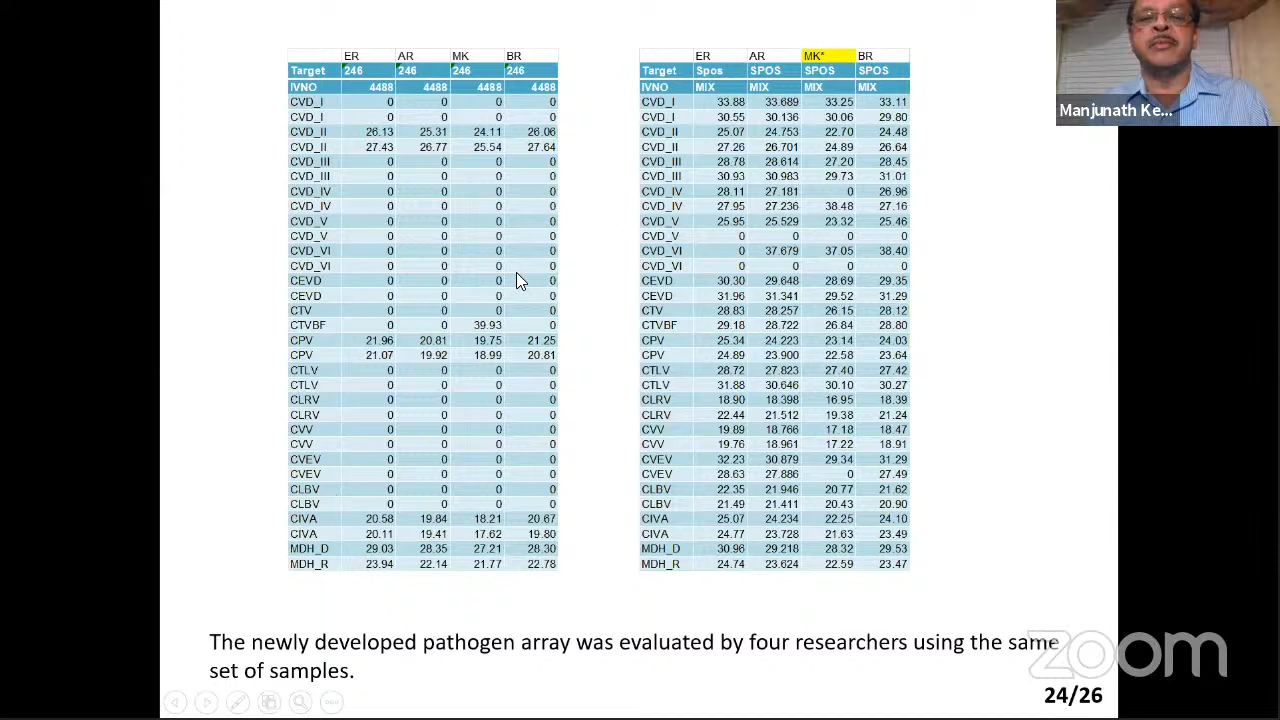 ER AR MK BR
Target 246 246 246 246
IVNO 4488 4488 4488 4488
CVD_I 0 0 0 0
CVD_I 0 0 0 0
CVD_II 26.13 25.31 24.11 26.06
CVD_II 27.43 26.77 25.54 27.64
CVD_III 0 0 0 0
CVD_III 0 0 0 0
CVD_IV 0 0 0 0
CVD_IV 0 0 0 0
CVD_V 0 0 0 0
CVD_V 0 0 0 0
CVD_VI 0 0 0 0
CVD_VI 0 0 0 0
CEVD 0 0 0 0
CEVD 0 0 0 0
CTV 0 0 0 0
CTVBF 0 0 39.93 0
CPV 21.96 20.81 19.75 21.25
CPV 21.07 19.92 18.99 20.81
CTLV 0 0 0 0
CTLV 0 0 0 0
CLRV 0 0 0 0
CLRV 0 0 0 0
CVV 0 0 0 0
CVV 0 0 0 0
CVEV 0 0 0 0
CVEV 0 0 0 0
CLBV 0 0 0 0
CLBV 0 0 0 0
CIVA 20.58 19.84 18.21 20.67
CIVA 20.11 19.41 17.62 19.80
MDH_D 29.03 28.35 27.21 28.30
MDH_R 23.94 22.14 21.77 22.78
ER AR MK* BR
Target Spos SPOS SPOS SPOS
IVNO MIX MIX MIX MIX
CVD_I 33.88 33.689 33.25 33.11
CVD_I 30.55 30.136 30.06 29.80
CVD_II 25.07 24.753 22.70 24.48
CVD_II 27.26 26.701 24.89 26.64
CVD_III 28.78 28.614 27.20 28.45
CVD_III 30.93 30.983 29.73 31.01
CVD_IV 28.11 27.181 0 26.96
CVD_IV 27.95 27.236 38.48 27.16
CVD_V 25.95 25.529 23.32 25.46
CVD_V 0 0 0 0
CVD_VI 0 37.679 37.05 38.40
CVD_VI 0 0 0 0
CEVD 30.30 29.648 28.69 29.35
CEVD 31.96 31.341 29.52 31.29
CTV 28.83 28.257 26.15 28.12
CTVBF 29.18 28.722 26.84 28.80
CPV 25.34 24.223 23.14 24.03
CPV 24.89 23.900 22.58 23.64
CTLV 28.72 27.823 27.40 27.42
CTLV 31.88 30.646 30.10 30.27
CLRV 18.90 18.398 16.95 18.39
CLRV 22.44 21.512 19.38 21.24
CVV 19.89 18.766 17.18 18.47
CVV 19.76 18.961 17.22 18.91
CVEV 32.23 30.879 29.34 31.29
CVEV 28.63 27.886 0 27.49
CLBV 22.35 21.946 20.77 21.62
CLBV 21.49 21.411 20.43 20.90
CIVA 25.07 24.234 22.25 24.10
CIVA 24.77 23.728 21.63 23.49
MDH_D 30.96 29.218 28.32 29.53
MDH_R 24.74 23.624 22.59 23.47
Manjunath Ke...
The newly developed pathogen array was evaluated by four researchers using the same
set of samples.
zoom
24/26